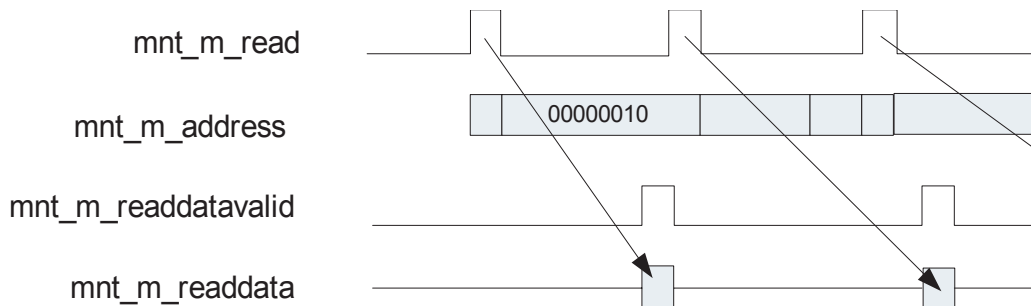 mnt_m_read
mnt_m_address
00000010
mnt_m_readdatavalid
mnt_m_readdata